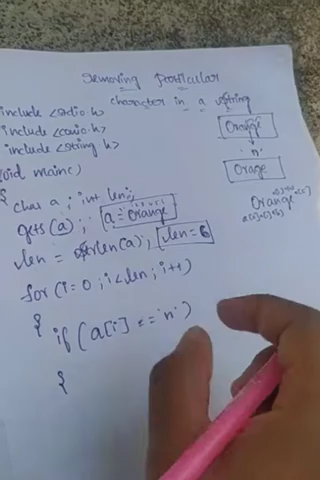 Removing Particular
character in a string
include <stdio.h>
include <conio.h>
include <string.h>
void main()
{
char a; int len;
gets(a); a = orange
len = strlen(a); len = 6
for (i=0; i<len; i++)
{
if (a[i] == 'n')
{
Orange
'n'
Orage
Orange